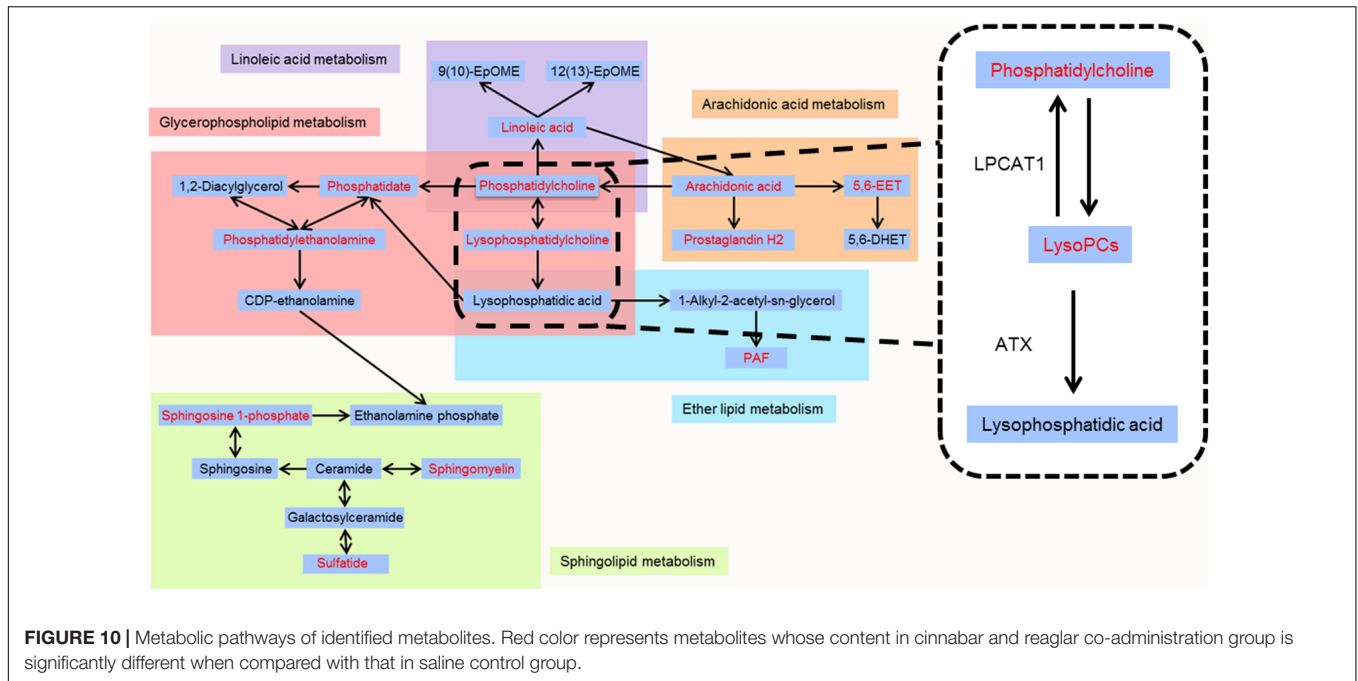 Linoleic acid metabolism
9(10)-EpOME
12(13)-EpOME
Linoleic acid
Arachidonic acid metabolism
Glycerophospholipid metabolism
1,2-Diacylglycerol
Phosphatidate
Phosphatidylcholine
Arachidonic acid
5,6-EET
Phosphatidylethanolamine
Lysophosphatidylcholine
Prostaglandin H2
5,6-DHET
CDP-ethanolamine
Lysophosphatidic acid
1-Alkyl-2-acetyl-sn-glycerol
PAF
Ether lipid metabolism
Sphingosine 1-phosphate
Ethanolamine phosphate
Sphingosine
Ceramide
Sphingomyelin
Galactosylceramide
Sulfatide
Sphingolipid metabolism
Phosphatidylcholine
LPCAT1
LysoPCs
ATX
Lysophosphatidic acid
FIGURE 10 | Metabolic pathways of identified metabolites. Red color represents metabolites whose content in cinnabar and reaglar co-administration group is
significantly different when compared with that in saline control group.